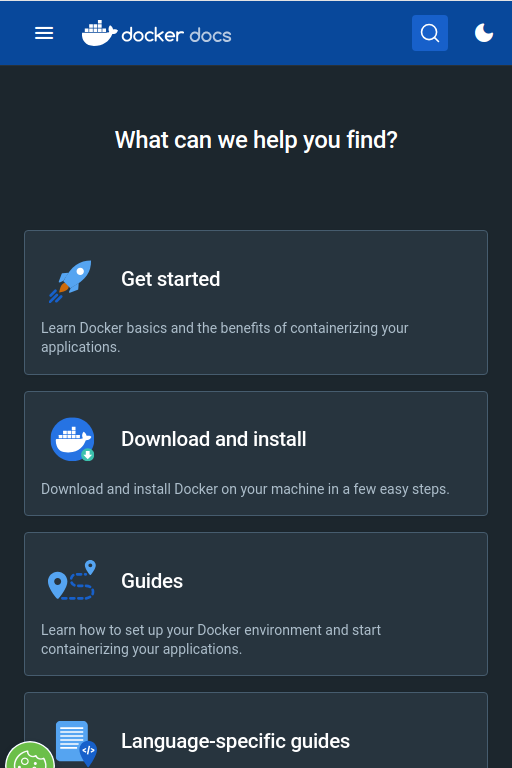 docker docs
What can we help you find?
Get started
Learn Docker basics and the benefits of containerizing your
applications.
Download and install
Download and install Docker on your machine in a few easy steps.
Guides
Learn how to set up your Docker environment and start
containerizing your applications.
</>
Language-specific guides